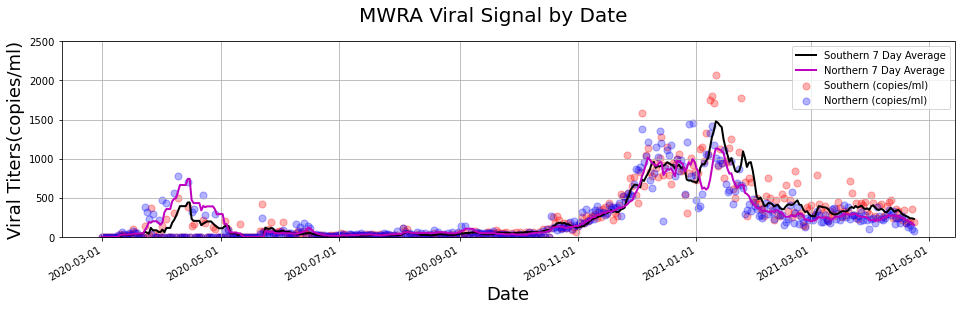 MWRA Viral Signal by Date
Viral Titers(copies/ml)
2500
2000
1500
1000
500
0
Southern 7 Day Average
Northern 7 Day Average
Southern (copies/ml)
Northern (copies/ml)
2020-03-01
2020-05-01
2020-07-01
2020-09-01
2020-11-01
2021-01-01
2021-03-01
2021-05-01
Date